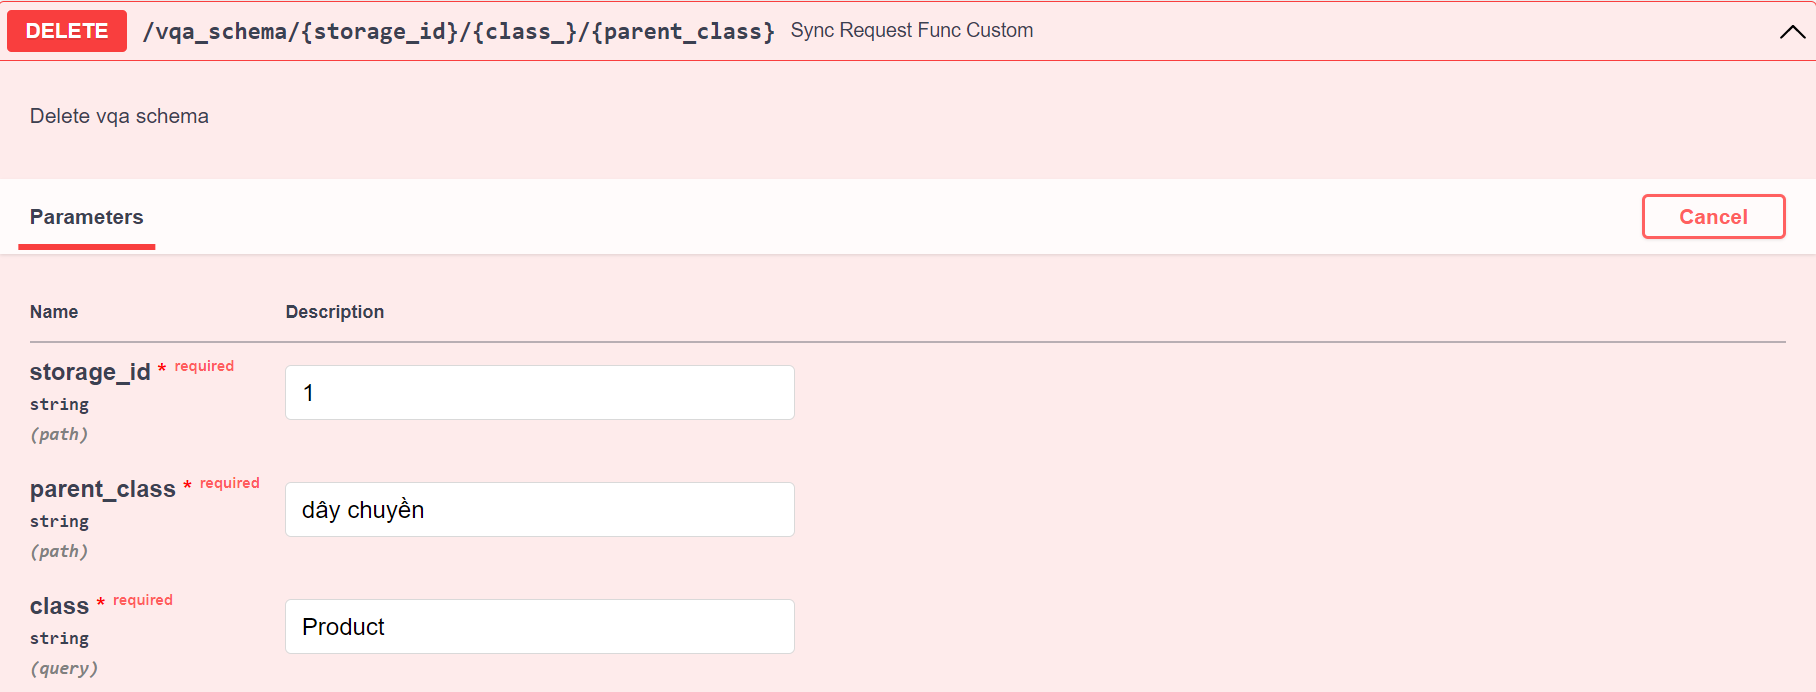 DELETE /vqa_schema/{storage_id}/{class_}/{parent_class} Sync Request Func Custom
Delete vqa schema
Parameters Cancel
Name Description
storage_id * required
string
(path)
1
parent_class * required
string
(path)
dây chuyền
class * required
string
(query)
Product